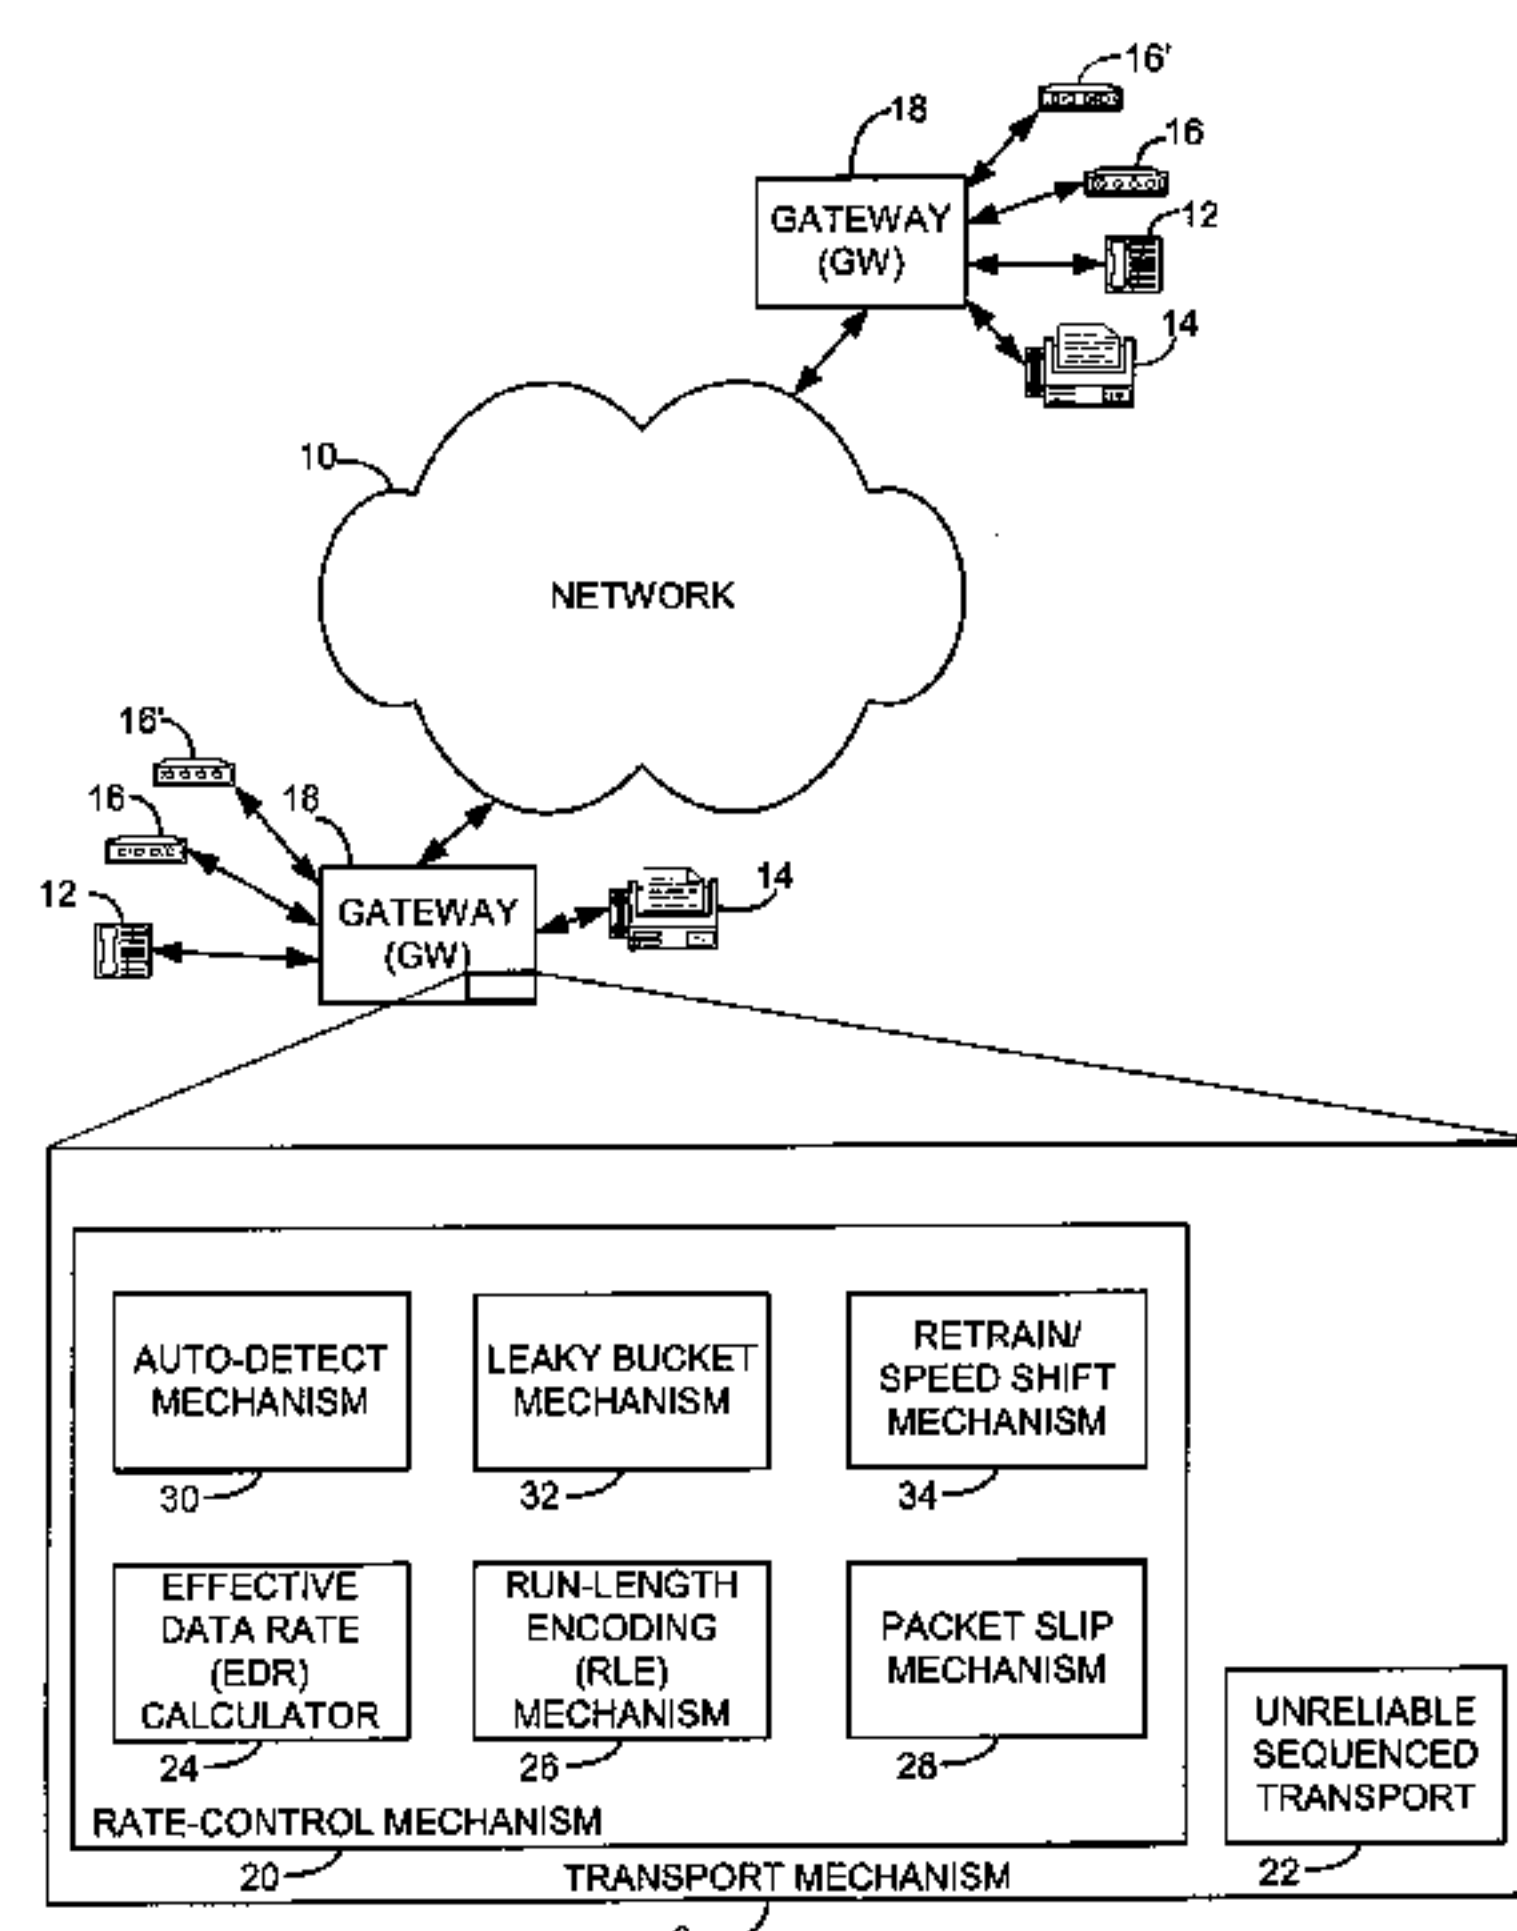 16'
18
16
GATEWAY
(GW)
12
14
10
NETWORK
16'
16
18
12
GATEWAY
(GW)
14
AUTO-DETECT
MECHANISM
30
LEAKY BUCKET
MECHANISM
32
RETRAIN/
SPEED SHIFT
MECHANISM
34
EFFECTIVE
DATA RATE
(EDR)
CALCULATOR
24
RUN-LENGTH
ENCODING
(RLE)
MECHANISM
26
PACKET SLIP
MECHANISM
28
UNRELIABLE
SEQUENCED
TRANSPORT
22
RATE-CONTROL MECHANISM
20
TRANSPORT MECHANISM